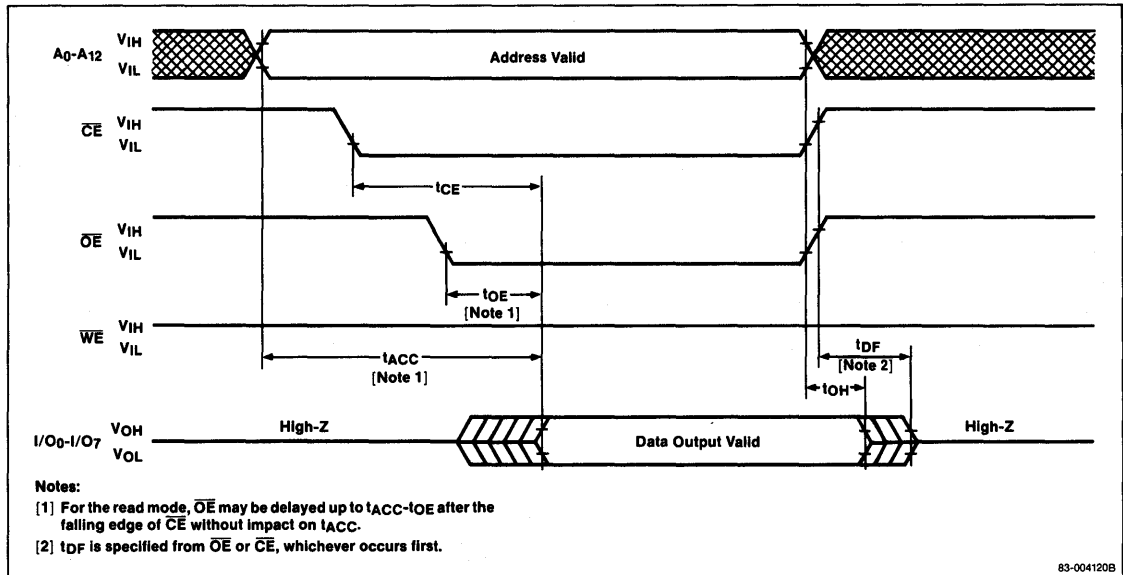 A0-A12 VIH
VIL
Address Valid
CE VIH
VIL
tCE
OE VIH
VIL
tOE
[Note 1]
WE VIH
VIL
tACC
[Note 1]
tDF
[Note 2]
tOH
I/O0-I/O7 VOH
VOL
High-Z
Data Output Valid
High-Z
Notes:
[1] For the read mode, OE may be delayed up to tACC-tOE after the
falling edge of CE without impact on tACC.
[2] tDF is specified from OE or CE, whichever occurs first.
83-004120B